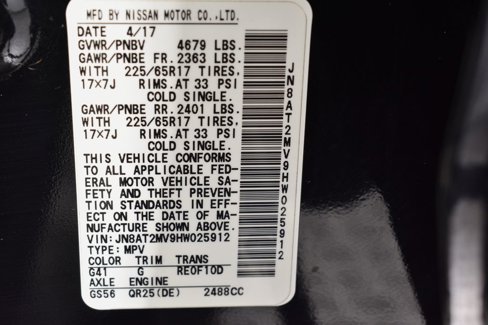 MFD BY NISSAN MOTOR CO.,LTD.
DATE 4/17
GVWR/PNBV 4679 LBS.
GAWR/PNBE FR. 2363 LBS.
WITH 225/65R17 TIRES,
17×7J RIMS.AT 33 PSI
COLD SINGLE.
GAWR/PNBE RR. 2401 LBS.
WITH 225/65R17 TIRES,
17×7J RIMS.AT 33 PSI
COLD SINGLE.
THIS VEHICLE CONFORMS
TO ALL APPLICABLE FED-
ERAL MOTOR VEHICLE SA-
FETY AND THEFT PREVEN-
TION STANDARDS IN EFF-
ECT ON THE DATE OF MA-
NUFACTURE SHOWN ABOVE.
VIN:JN8AT2MV9HW025912
TYPE:MPV
COLOR TRIM TRANS
G41 G RE0F10D
AXLE ENGINE
GS56 QR25(DE) 2488CC
JN8AT2MV9HW025912